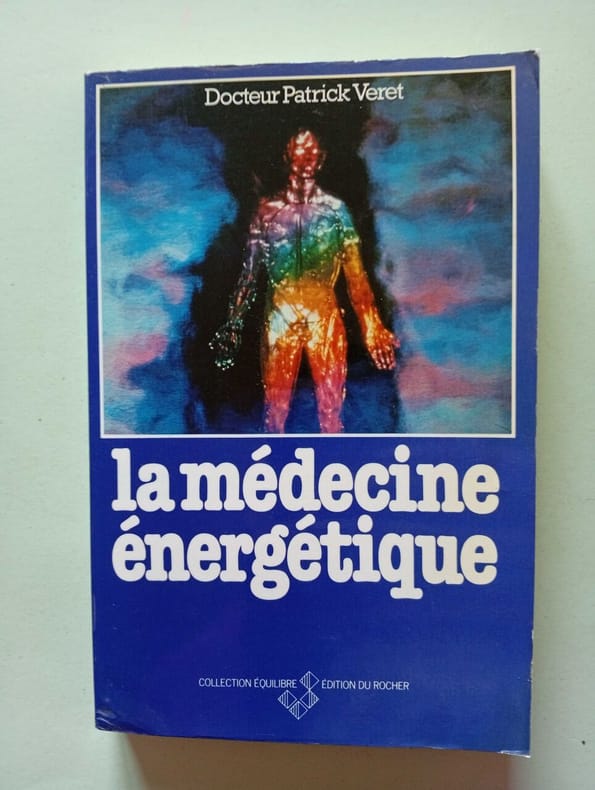 Docteur Patrick Veret
la médecine
énergétique
COLLECTION ÉQUILIBRE ÉDITION DU ROCHER